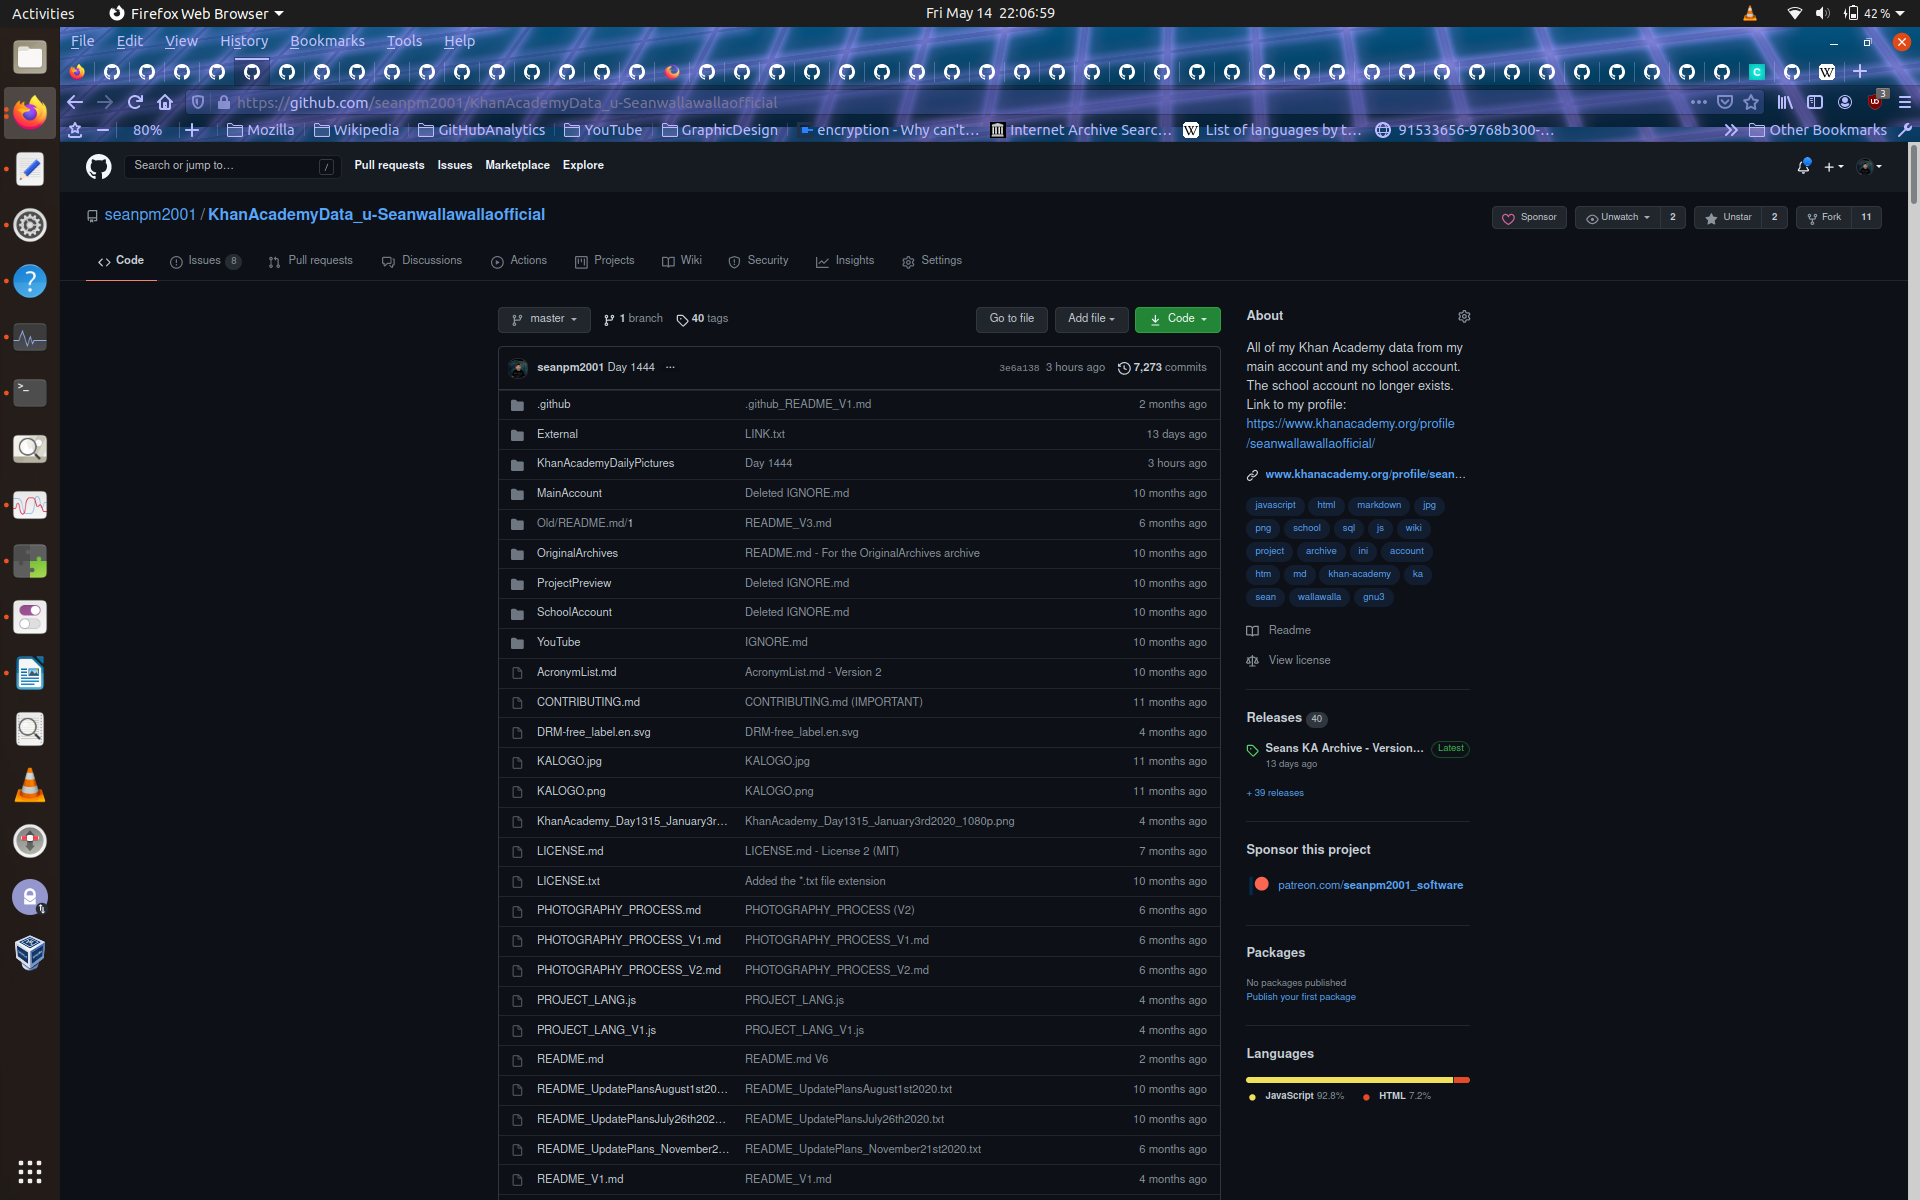 Activities
Firefox Web Browser
Fri May 14 22:06:59
42 %
File Edit View History Bookmarks Tools Help
https://github.com/seanpm2001/KhanAcademyData_u-Seanwallawallaofficial
3
80%
Mozilla
Wikipedia
GitHubAnalytics
YouTube
GraphicDesign
encryption - Why can't…
Internet Archive Searc…
List of languages by t…
91533656-9768b300-…
Other Bookmarks
Search or jump to…
/
Pull requests Issues Marketplace Explore
seanpm2001 / KhanAcademyData_u-Seanwallawallaofficial
Sponsor
Unwatch 2
Unstar 2
Fork 11
Code
Issues 8
Pull requests
Discussions
Actions
Projects
Wiki
Security
Insights
Settings
master
1 branch
40 tags
Go to file
Add file
Code
seanpm2001 Day 1444 ... 3e6a138 3 hours ago 7,273 commits
.github .github_README_V1.md 2 months ago
External LINK.txt 13 days ago
KhanAcademyDailyPictures Day 1444 3 hours ago
MainAccount Deleted IGNORE.md 10 months ago
Old/README.md/1 README_V3.md 6 months ago
OriginalArchives README.md - For the OriginalArchives archive 10 months ago
ProjectPreview Deleted IGNORE.md 10 months ago
SchoolAccount Deleted IGNORE.md 10 months ago
YouTube IGNORE.md 10 months ago
AcronymList.md AcronymList.md - Version 2 10 months ago
CONTRIBUTING.md CONTRIBUTING.md (IMPORTANT) 11 months ago
DRM-free_label.en.svg DRM-free_label.en.svg 4 months ago
KALOGO.jpg KALOGO.jpg 11 months ago
KALOGO.png KALOGO.png 11 months ago
KhanAcademy_Day1315_January3r... KhanAcademy_Day1315_January3rd2020_1080p.png 4 months ago
LICENSE.md LICENSE.md - License 2 (MIT) 7 months ago
LICENSE.txt Added the *.txt file extension 10 months ago
PHOTOGRAPHY_PROCESS.md PHOTOGRAPHY_PROCESS (V2) 6 months ago
PHOTOGRAPHY_PROCESS_V1.md PHOTOGRAPHY_PROCESS_V1.md 6 months ago
PHOTOGRAPHY_PROCESS_V2.md PHOTOGRAPHY_PROCESS_V2.md 6 months ago
PROJECT_LANG.js PROJECT_LANG.js 4 months ago
PROJECT_LANG_V1.js PROJECT_LANG_V1.js 4 months ago
README.md README.md V6 2 months ago
README_UpdatePlansAugust1st20... README_UpdatePlansAugust1st2020.txt 10 months ago
README_UpdatePlansJuly26th202... README_UpdatePlansJuly26th2020.txt 10 months ago
README_UpdatePlans_November2... README_UpdatePlans_November21st2020.txt 6 months ago
README_V1.md README_V1.md 4 months ago
About
All of my Khan Academy data from my
main account and my school account.
The school account no longer exists.
Link to my profile:
https://www.khanacademy.org/profile
/seanwallawallaofficial/
www.khanacademy.org/profile/sean...
javascript html markdown jpg
png school sql js wiki
project archive ini account
htm md khan-academy ka
sean wallawalla gnu3
Readme
View license
Releases 40
Seans KA Archive - Version... Latest
13 days ago
+ 39 releases
Sponsor this project
patreon.com/seanpm2001_software
Packages
No packages published
Publish your first package
Languages
JavaScript 92.8% HTML 7.2%